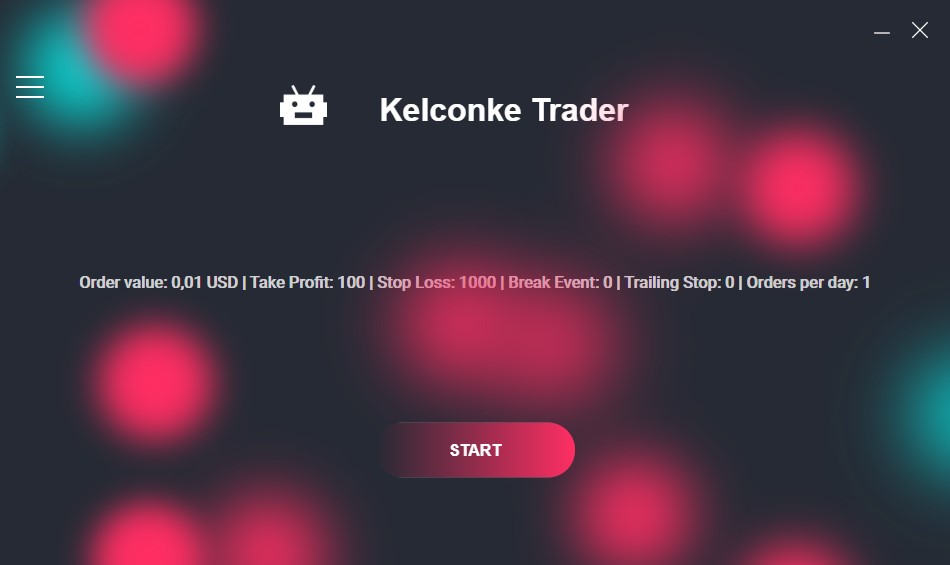 Kelconke Trader
Order value: 0,01 USD | Take Profit: 100 | Stop Loss: 1000 | Break Event: 0 | Trailing Stop: 0 | Orders per day: 1
START